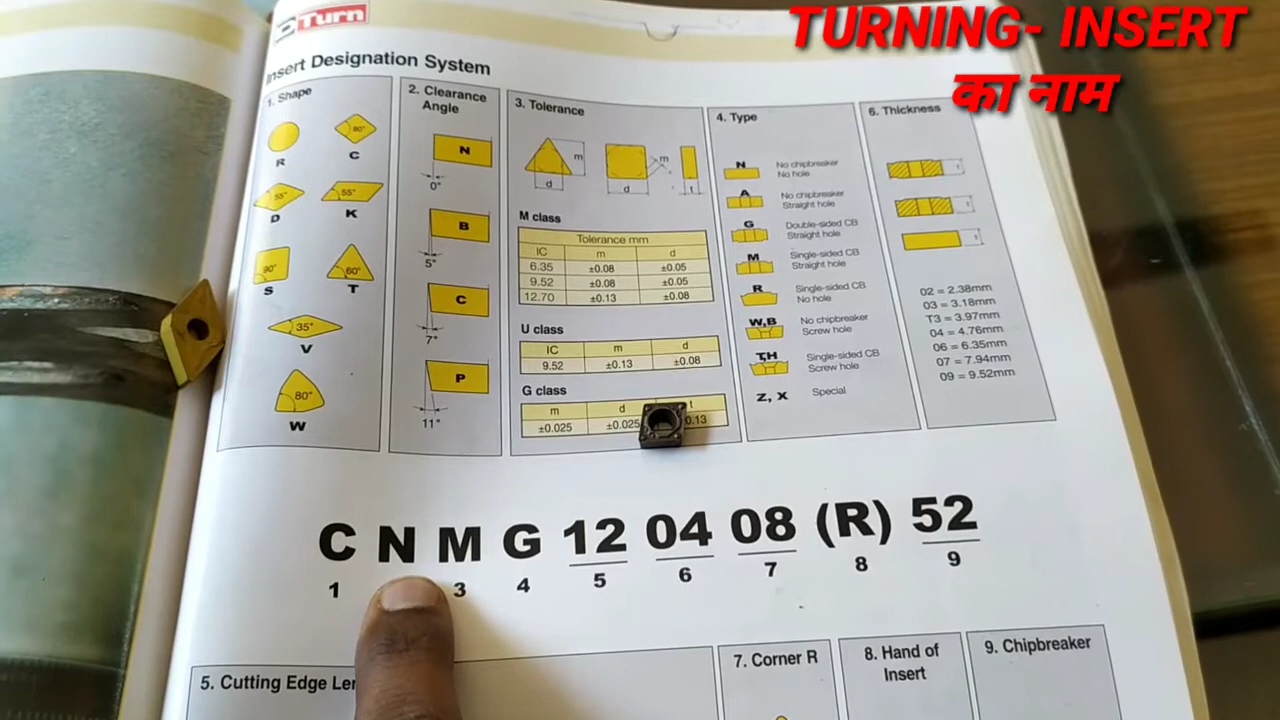 TURNING- INSERT
का नाम
Turn
Insert Designation System
1. Shape
80°
R
C
55°
55°
D
K
90°
60°
S
T
35°
V
80°
W
2. Clearance
Angle
N
0°
B
5°
C
7°
P
11°
3. Tolerance
m
d
m
d
t
M class
Tolerance mm
IC m d
6.35 ±0.08 ±0.05
9.52 ±0.08 ±0.05
12.70 ±0.13 ±0.08
U class
IC m d
9.52 ±0.13 ±0.08
G class
m d t
±0.025 ±0.025 0.13
4. Type
N No chipbreaker
No hole
A No chipbreaker
Straight hole
G Double-sided CB
Straight hole
M Single-sided CB
Straight hole
R Single-sided CB
No hole
W,B No chipbreaker
Screw hole
T,H Single-sided CB
Screw hole
Z, X Special
6. Thickness
t
t
t
02 = 2.38mm
03 = 3.18mm
T3 = 3.97mm
04 = 4.76mm
06 = 6.35mm
07 = 7.94mm
09 = 9.52mm
C N M G 12 04 08 (R) 52
1 3 4 5 6 7 8 9
5. Cutting Edge Le
7. Corner R
8. Hand of
Insert
9. Chipbreaker